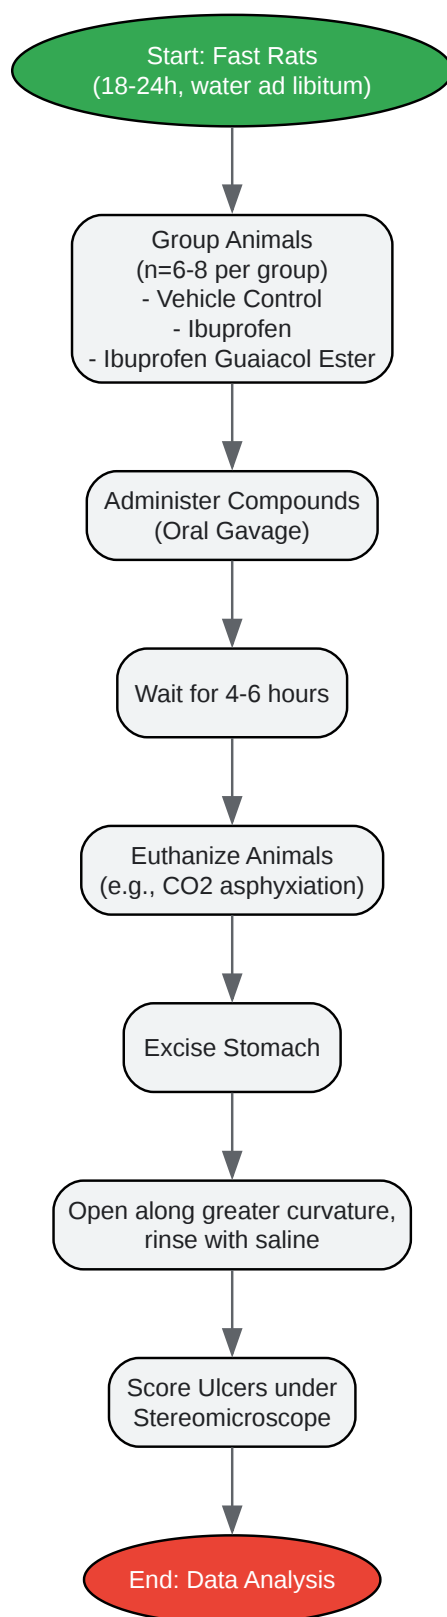 Start: Fast Rats
(18-24h, water ad libitum)
Group Animals
(n=6-8 per group)
- Vehicle Control
- Ibuprofen
- Ibuprofen Guaiacol Ester
Administer Compounds
(Oral Gavage)
Wait for 4-6 hours
Euthanize Animals
(e.g., CO2 asphyxiation)
Excise Stomach
Open along greater curvature,
rinse with saline
Score Ulcers under
Stereomicroscope
End: Data Analysis